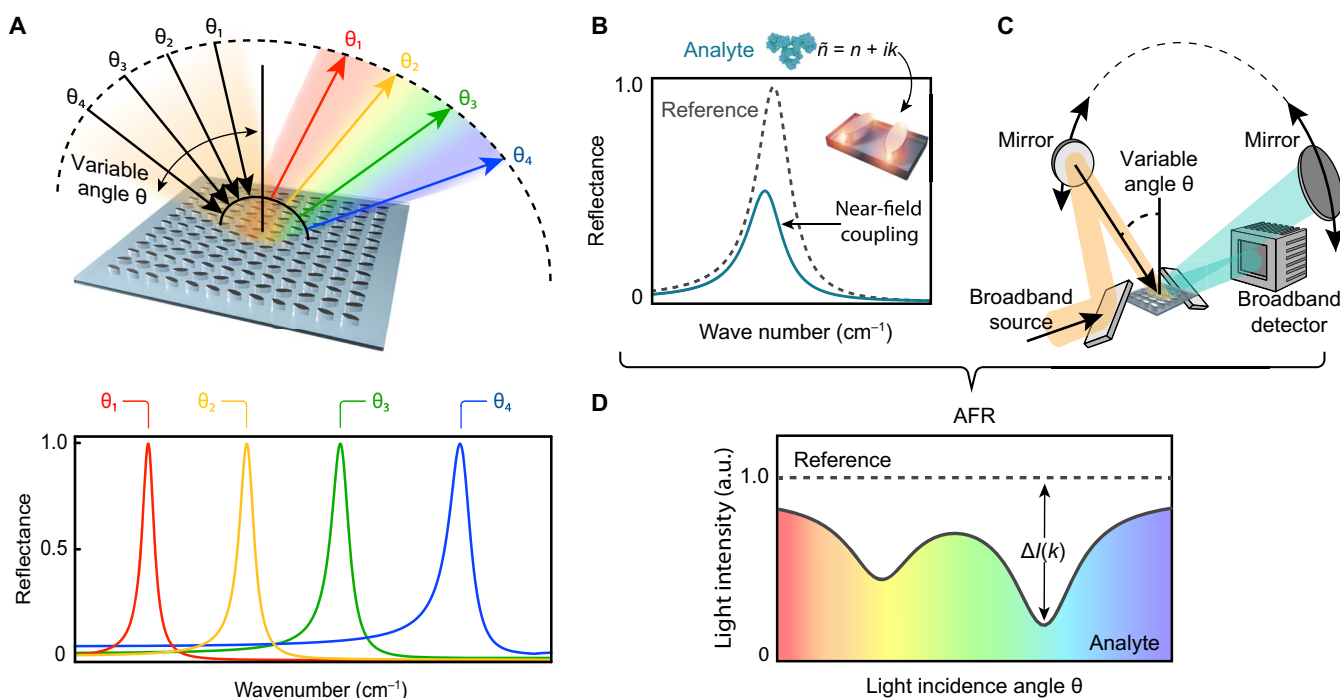 A
θ₁
θ₂
θ₃
θ₄
θ₁
θ₂
θ₃
θ₄
Variable
angle θ
θ₁
θ₂
θ₃
θ₄
1.0
0.5
0
Reflectance
Wavenumber (cm⁻¹)
B
Analyte
ñ = n + ik
1.0
Reference
Near-field
coupling
0
Reflectance
Wave number (cm⁻¹)
C
Mirror
Variable
angle θ
Mirror
Broadband
source
Broadband
detector
D
AFR
Reference
1.0
ΔI(k)
Analyte
0
Light intensity (a.u.)
Light incidence angle θ